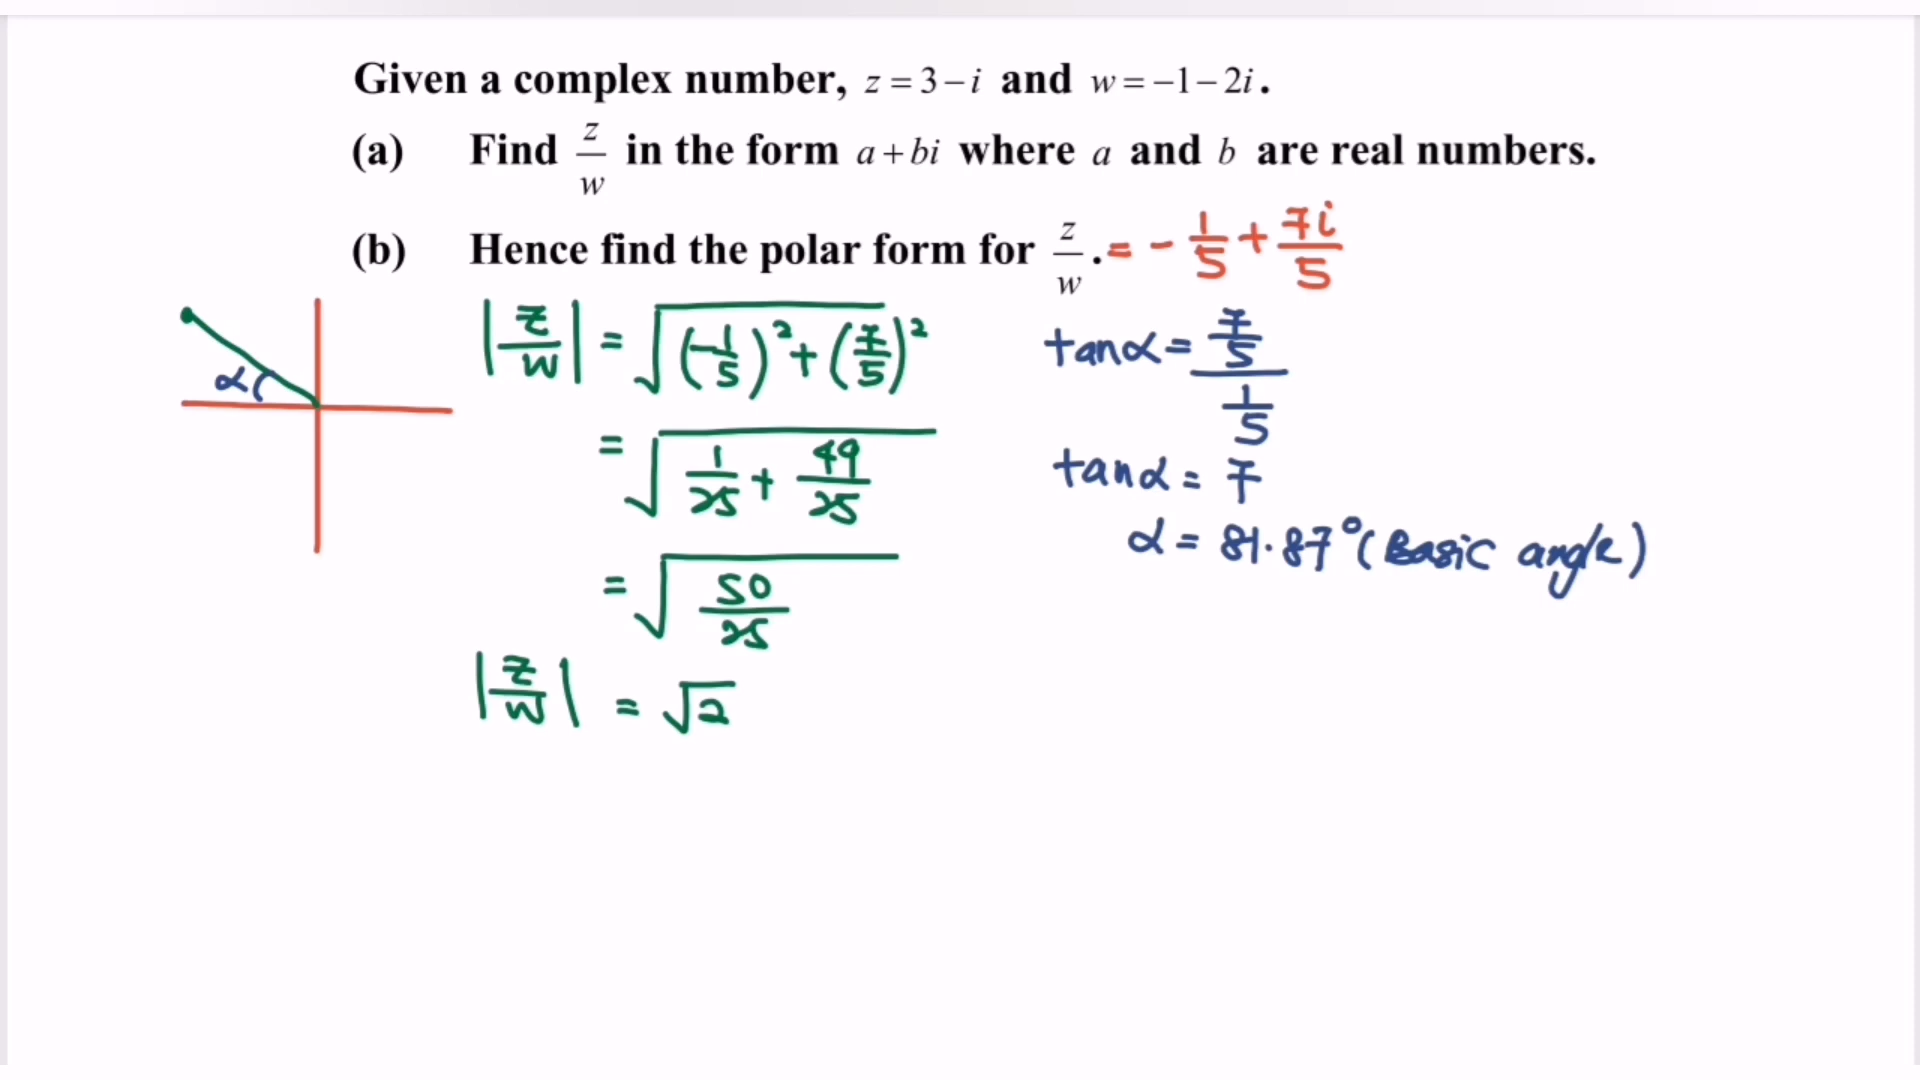 Given a complex number, z = 3 − i and w = −1 − 2i.
(a) Find z/w in the form a + bi where a and b are real numbers.
(b) Hence find the polar form for z/w. = - 1/5 + 7i/5
|z/w| = √((-1/5)² + (7/5)²)
= √(1/25 + 49/25)
= √(50/25)
|z/w| = √2
α
tanα = (7/5)/(1/5)
tanα = 7
α = 81.87° (Basic angle)